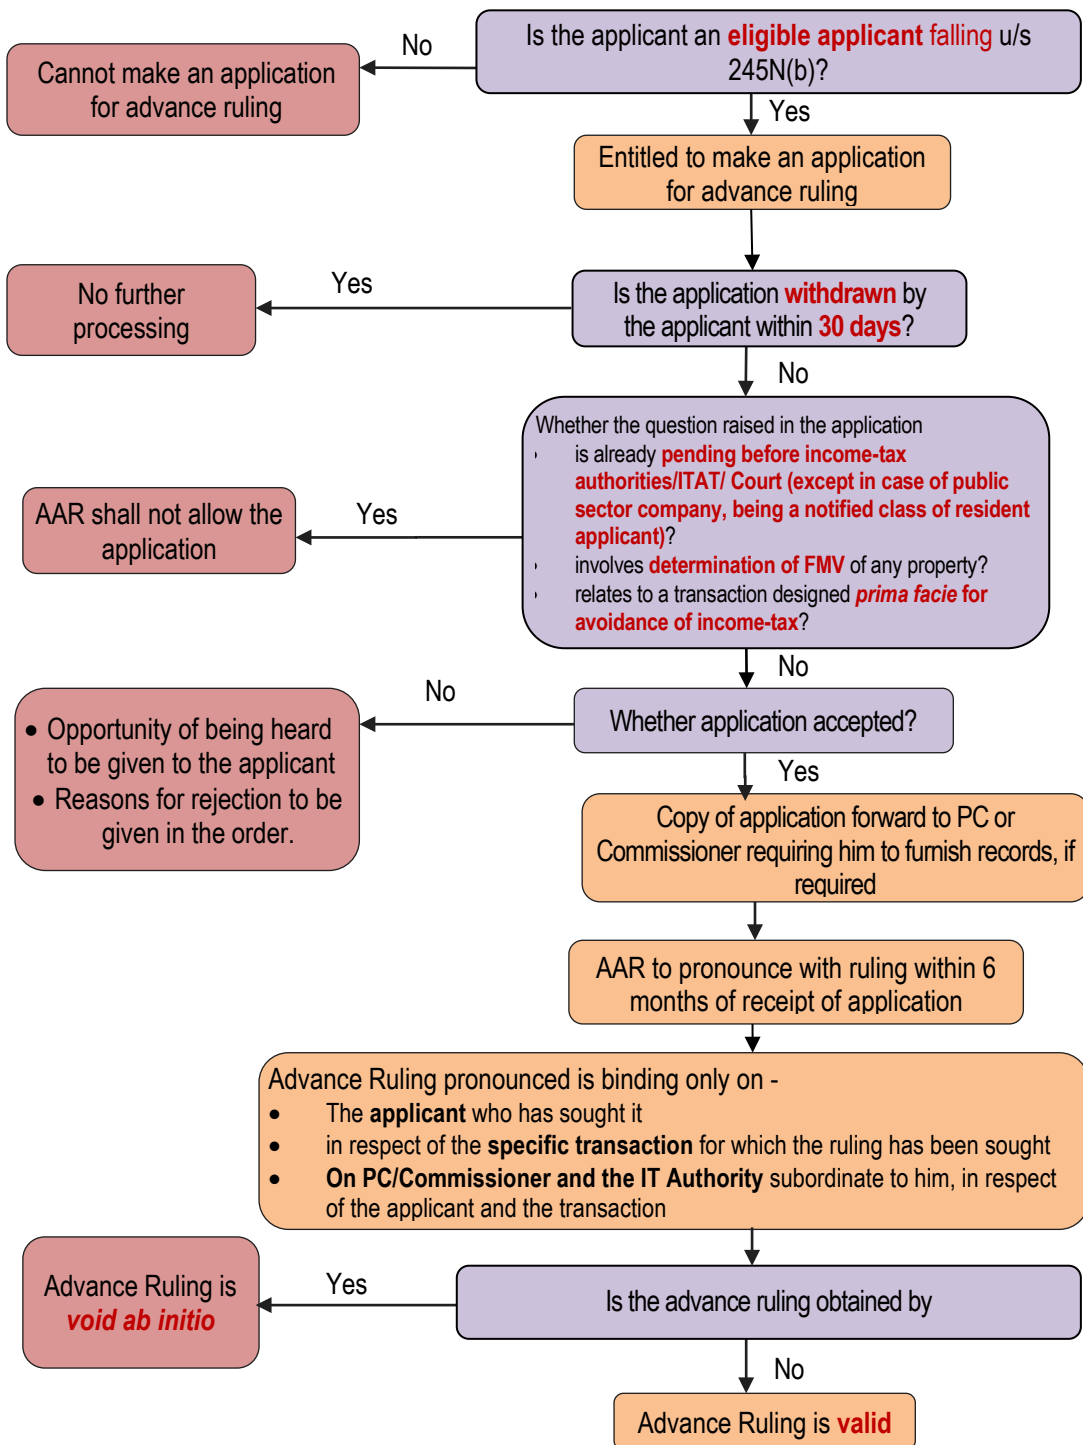 Is the applicant an eligible applicant falling u/s
245N(b)?
No
Cannot make an application
for advance ruling
Yes
Entitled to make an application
for advance ruling
Is the application withdrawn by
the applicant within 30 days?
Yes
No further
processing
No
Whether the question raised in the application
· is already pending before income-tax
authorities/ITAT/ Court (except in case of public
sector company, being a notified class of resident
applicant)?
· involves determination of FMV of any property?
· relates to a transaction designed prima facie for
avoidance of income-tax?
Yes
AAR shall not allow the
application
No
Whether application accepted?
No
• Opportunity of being heard
to be given to the applicant
• Reasons for rejection to be
given in the order.
Yes
Copy of application forward to PC or
Commissioner requiring him to furnish records, if
required
AAR to pronounce with ruling within 6
months of receipt of application
Advance Ruling pronounced is binding only on -
• The applicant who has sought it
• in respect of the specific transaction for which the ruling has been sought
• On PC/Commissioner and the IT Authority subordinate to him, in respect
of the applicant and the transaction
Is the advance ruling obtained by
Yes
Advance Ruling is
void ab initio
No
Advance Ruling is valid